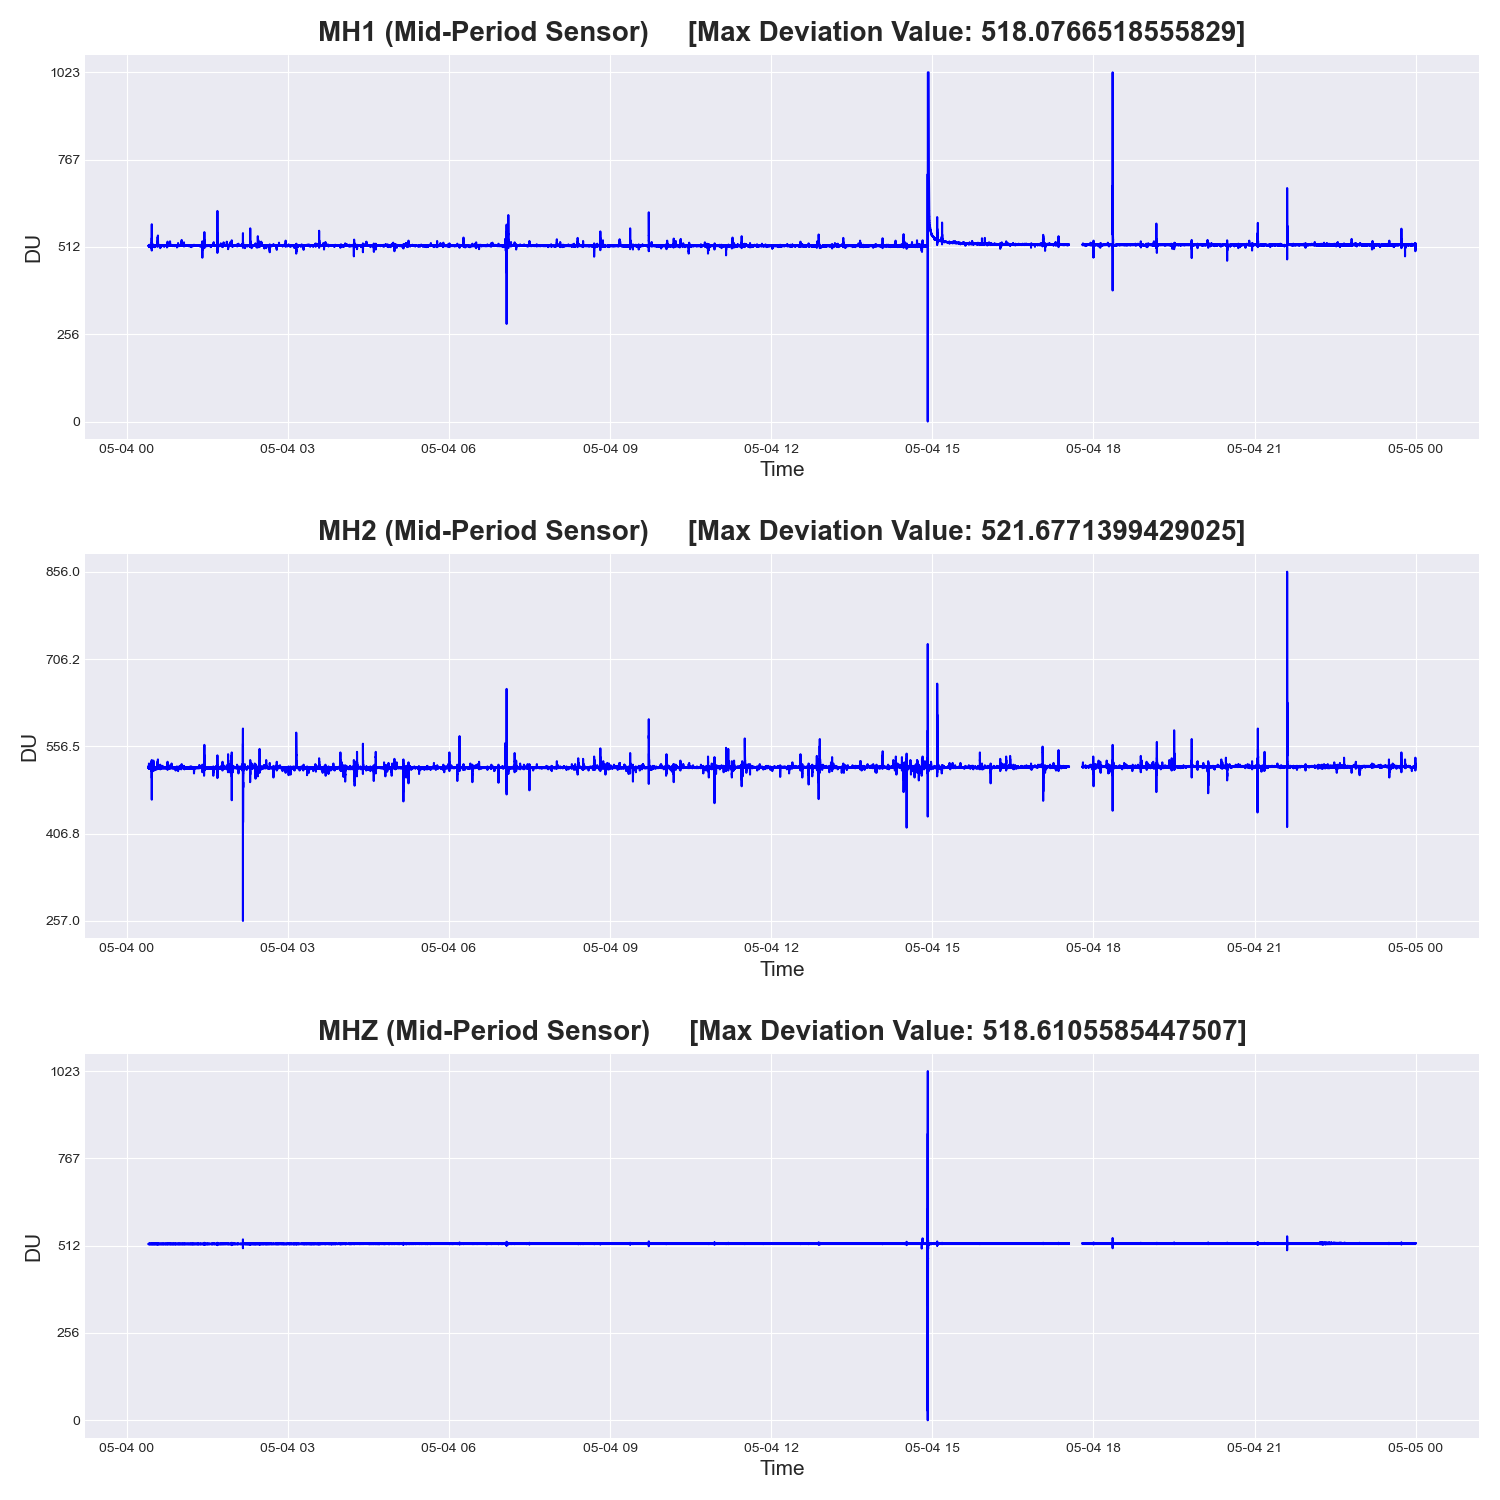 MH1 (Mid-Period Sensor) [Max Deviation Value: 518.0766518555829]
1023
767
512
256
0
DU
05-04 00 05-04 03 05-04 06 05-04 09 05-04 12 05-04 15 05-04 18 05-04 21 05-05 00
Time
MH2 (Mid-Period Sensor) [Max Deviation Value: 521.6771399429025]
856.0
706.2
556.5
406.8
257.0
DU
05-04 00 05-04 03 05-04 06 05-04 09 05-04 12 05-04 15 05-04 18 05-04 21 05-05 00
Time
MHZ (Mid-Period Sensor) [Max Deviation Value: 518.6105585447507]
1023
767
512
256
0
DU
05-04 00 05-04 03 05-04 06 05-04 09 05-04 12 05-04 15 05-04 18 05-04 21 05-05 00
Time